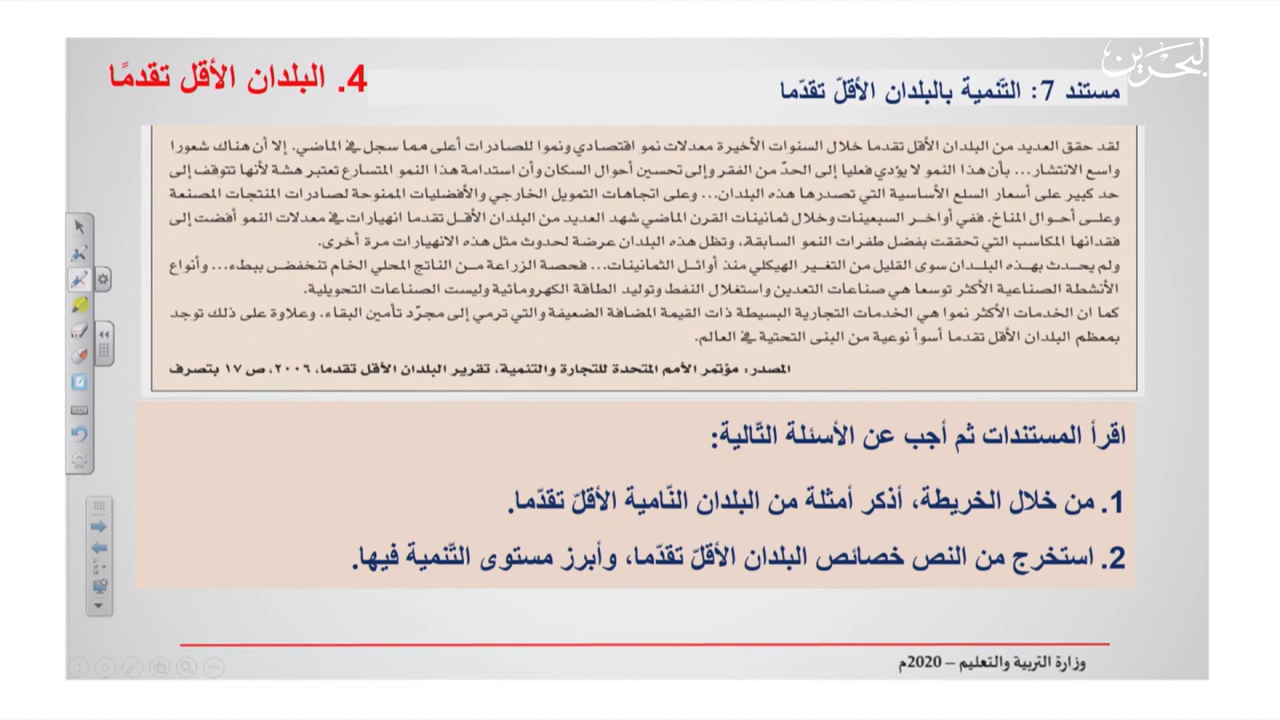 البحرين
4. البلدان الأقل تقدمًا
مستند 7: التّنمية بالبلدان الأقلّ تقدّما
لقد حقق العديد من البلدان الأقل تقدما خلال السنوات الأخيرة معدلات نمو اقتصادي ونموا للصادرات أعلى مما سجل في الماضي. إلا أن هناك شعورا
واسع الانتشار... بأن هذا النمو لا يؤدي فعليا إلى الحدّ من الفقر وإلى تحسين أحوال السكان وأن استدامة هذا النمو المتسارع تعتبر هشة لأنها تتوقف إلى
حد كبير على أسعار السلع الأساسية التي تصدرها هذه البلدان... وعلى اتجاهات التمويل الخارجي والأفضليات الممنوحة لصادرات المنتجات المصنعة
وعلى أحوال المناخ. ففي أواخر السبعينات وخلال ثمانينات القرن الماضي شهد العديد من البلدان الأقل تقدما انهيارات في معدلات النمو أفضت إلى
فقدانها المكاسب التي تحققت بفضل طفرات النمو السابقة، وتظل هذه البلدان عرضة لحدوث مثل هذه الانهيارات مرة أخرى.
ولم يحدث بهذه البلدان سوى القليل من التغير الهيكلي منذ أوائل الثمانينات... فحصة الزراعة من الناتج المحلي الخام تنخفض ببطء... وأنواع
الأنشطة الصناعية الأكثر توسعا هي صناعات التعدين واستغلال النفط وتوليد الطاقة الكهرومائية وليست الصناعات التحويلية.
كما ان الخدمات الأكثر نموا هي الخدمات التجارية البسيطة ذات القيمة المضافة الضعيفة والتي ترمي إلى مجرّد تأمين البقاء. وعلاوة على ذلك توجد
بمعظم البلدان الأقل تقدما أسوأ نوعية من البنى التحتية في العالم.
المصدر: مؤتمر الأمم المتحدة للتجارة والتنمية، تقرير البلدان الأقل تقدما، ٢٠٠٦، ص ١٧ بتصرف
اقرأ المستندات ثم أجب عن الأسئلة التّالية:
1. من خلال الخريطة، أذكر أمثلة من البلدان النّامية الأقلّ تقدّما.
2. استخرج من النص خصائص البلدان الأقلّ تقدّما، وأبرز مستوى التّنمية فيها.
وزارة التربية والتعليم – 2020م